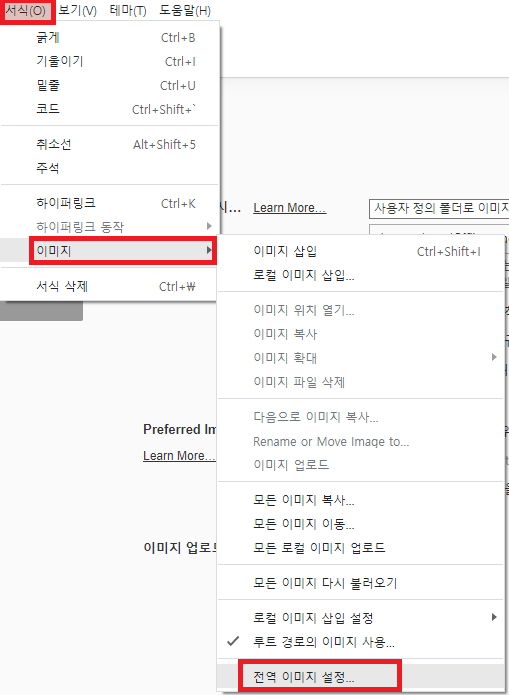 서식(O) 보기(V) 테마(T) 도움말(H)
굵게 Ctrl+B
기울이기 Ctrl+I
밑줄 Ctrl+U
코드 Ctrl+Shift+`
취소선 Alt+Shift+5
주석
하이퍼링크 Ctrl+K
시... Learn More... 사용자 정의 폴더로 이미지
하이퍼링크 동작
이미지
서식 삭제 Ctrl+₩
이미지 삽입 Ctrl+Shift+I
로컬 이미지 삽입...
이미지 위치 열기...
이미지 복사
이미지 확대
이미지 파일 삭제
다음으로 이미지 복사...
Rename or Move Image to...
이미지 업로드
모든 이미지 복사...
모든 이미지 이동...
모든 로컬 이미지 업로드
모든 이미지 다시 불러오기
로컬 이미지 삽입 설정
루트 경로의 이미지 사용...
전역 이미지 설정...
Preferred Im
Learn More...
이미지 업로드